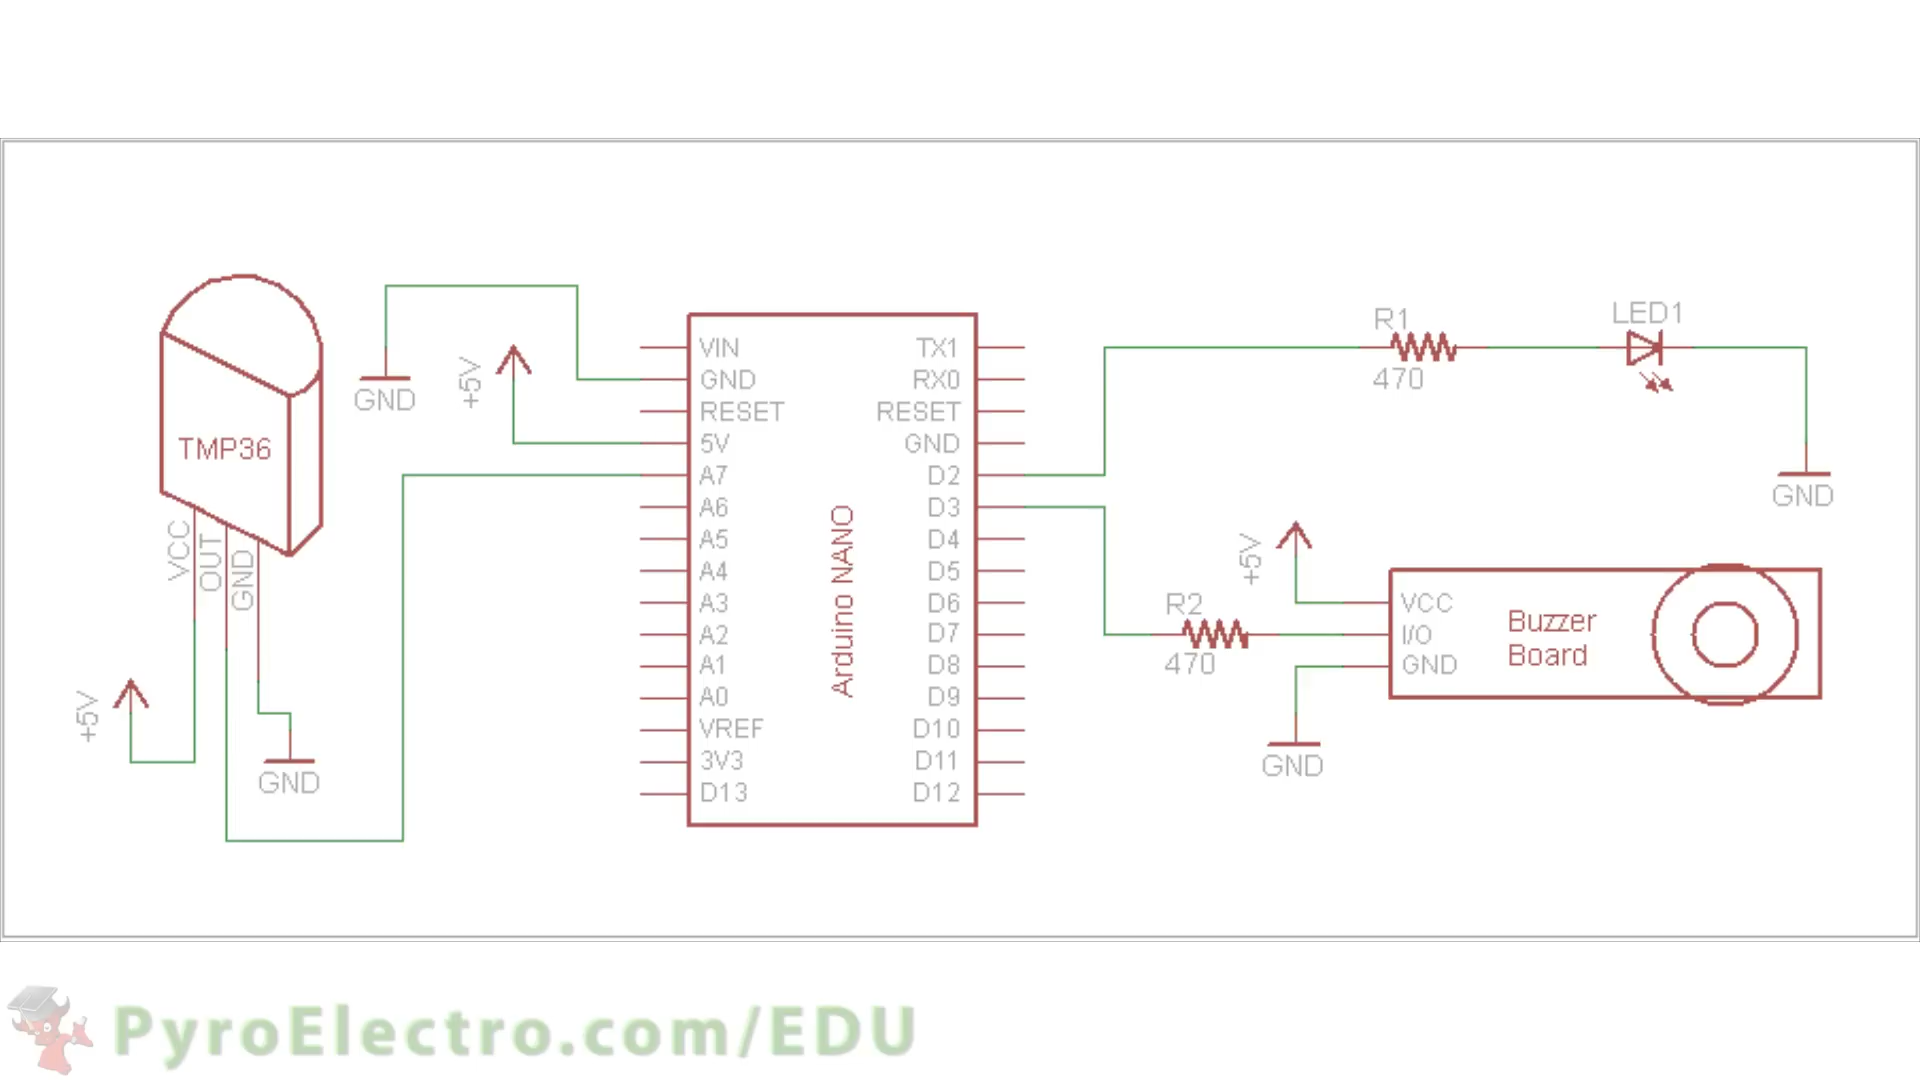 TMP36
VCC
OUT
GND
+5V
GND
GND
+5V
VIN
GND
RESET
5V
A7
A6
A5
A4
A3
A2
A1
A0
VREF
3V3
D13
Arduino NANO
TX1
RX0
RESET
GND
D2
D3
D4
D5
D6
D7
D8
D9
D10
D11
D12
R1
470
LED1
GND
R2
470
+5V
GND
VCC
I/O
GND
Buzzer
Board
PyroElectro.com/EDU